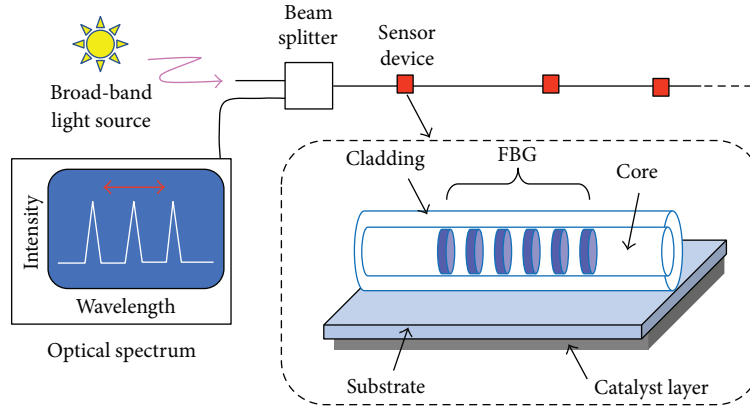 Beam
splitter
Sensor
device
Broad-band
light source
Cladding
FBG
Core
Intensity
Wavelength
Optical spectrum
Substrate
Catalyst layer